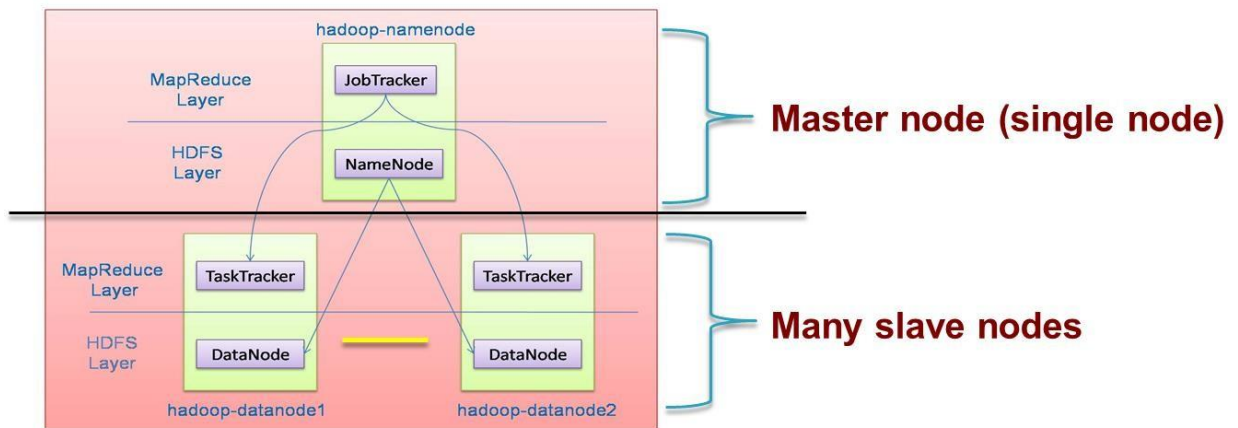 hadoop-namenode
MapReduce
Layer
JobTracker
HDFS
Layer
NameNode
Master node (single node)
MapReduce
Layer
TaskTracker
TaskTracker
HDFS
Layer
DataNode
DataNode
Many slave nodes
hadoop-datanode1
hadoop-datanode2